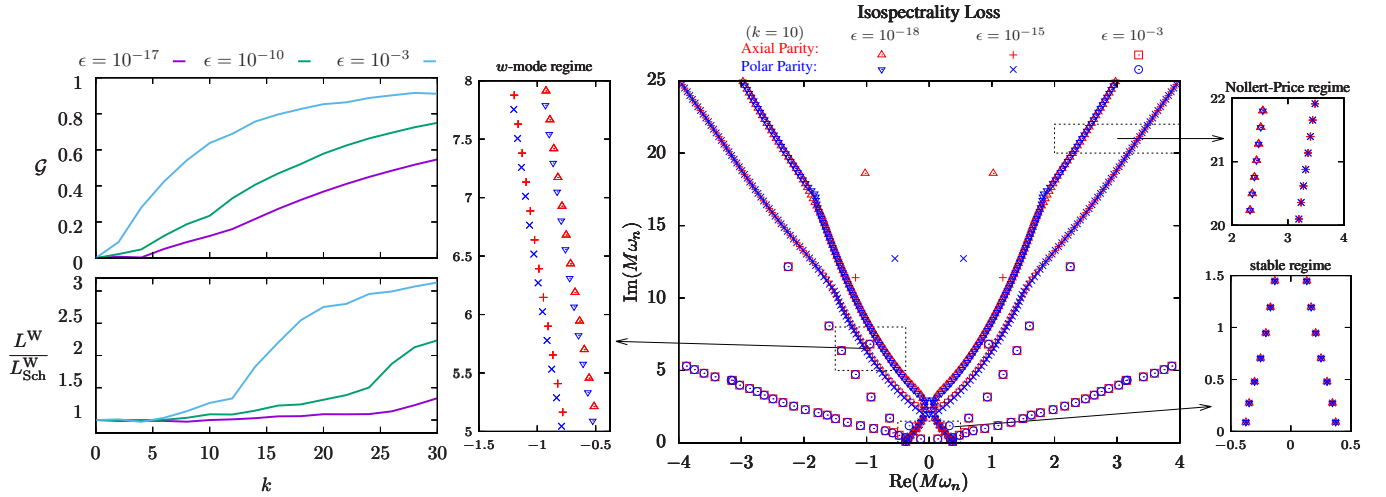 Isospectrality Loss
(k = 10) ϵ = 10⁻¹⁸ ϵ = 10⁻¹⁵ ϵ = 10⁻³
Axial Parity:
Polar Parity:
ϵ = 10⁻¹⁷ ϵ = 10⁻¹⁰ ϵ = 10⁻³
1
0.8
0.6
0.4
0.2
0
𝒢
3
2.5
2
1.5
1
L^W
L^W_Sch
0 5 10 15 20 25 30
k
w-mode regime
8
7.5
7
6.5
6
5.5
5
−1.5 −1 −0.5
25
20
15
10
5
0
Im(Mωₙ)
−4 −3 −2 −1 0 1 2 3 4
Re(Mωₙ)
Nollert-Price regime
22
21
20
2 3 4
stable regime
1.5
1
0.5
0
−0.5 0 0.5